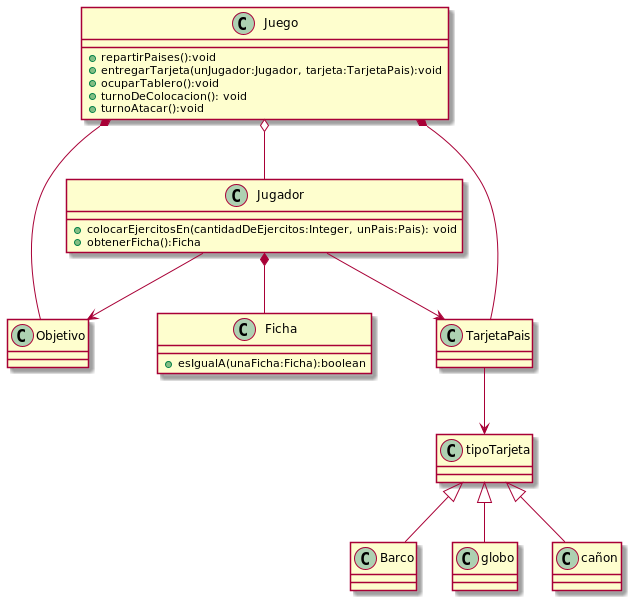 C Juego
repartirPaises():void
entregarTarjeta(unJugador:Jugador, tarjeta:TarjetaPais):void
ocuparTablero():void
turnoDeColocacion(): void
turnoAtacar():void
C Jugador
colocarEjercitosEn(cantidadDeEjercitos:Integer, unPais:Pais): void
obtenerFicha():Ficha
C Objetivo
C Ficha
esIgualA(unaFicha:Ficha):boolean
C TarjetaPais
C tipoTarjeta
C Barco
C globo
C cañon